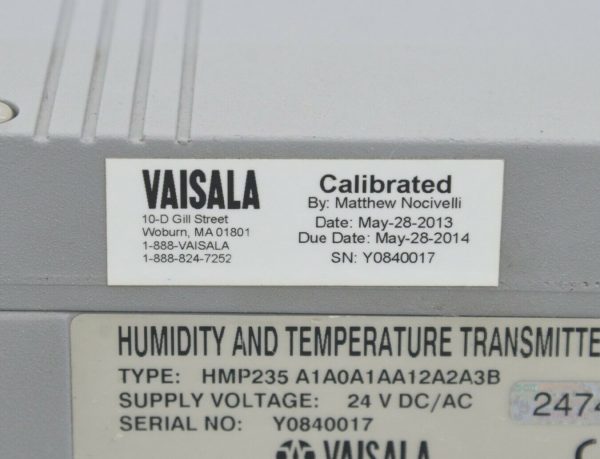 VAISALA
10-D Gill Street
Woburn, MA 01801
1-888-VAISALA
1-888-824-7252
Calibrated
By: Matthew Nocivelli
Date: May-28-2013
Due Date: May-28-2014
SN: Y0840017
HUMIDITY AND TEMPERATURE TRANSMITTE
TYPE: HMP235 A1A0A1AA12A2A3B
SUPPLY VOLTAGE: 24 V DC/AC
SERIAL NO: Y0840017
2474
VAISALA